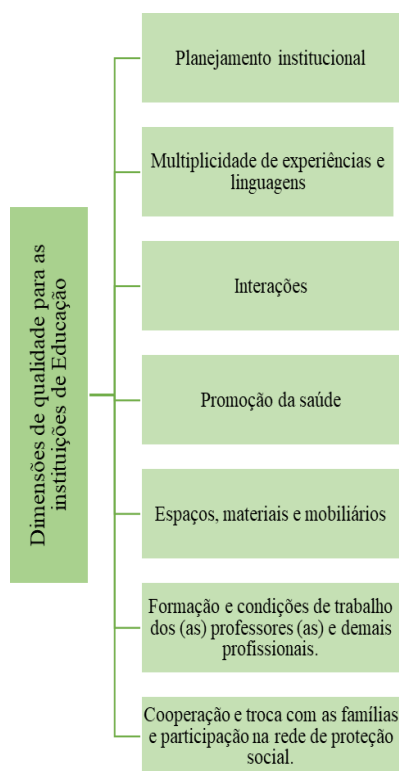 Dimensões de qualidade para as
instituições de Educação
Planejamento institucional
Multiplicidade de experiências e
linguagens
Interações
Promoção da saúde
Espaços, materiais e mobiliários
Formação e condições de trabalho
dos (as) professores (as) e demais
profissionais.
Cooperação e troca com as famílias
e participação na rede de proteção
social.